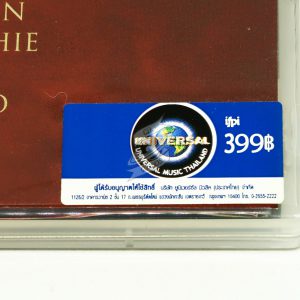 N
HIE
D
UNIVERSAL
UNIVERSAL MUSIC THAILAND
ifpi
399฿
ผู้ได้รับอนุญาตให้ใช้สิทธิ์
บริษัท ยูนิเวอร์แซล มิวสิค (ประเทศไทย) จำกัด